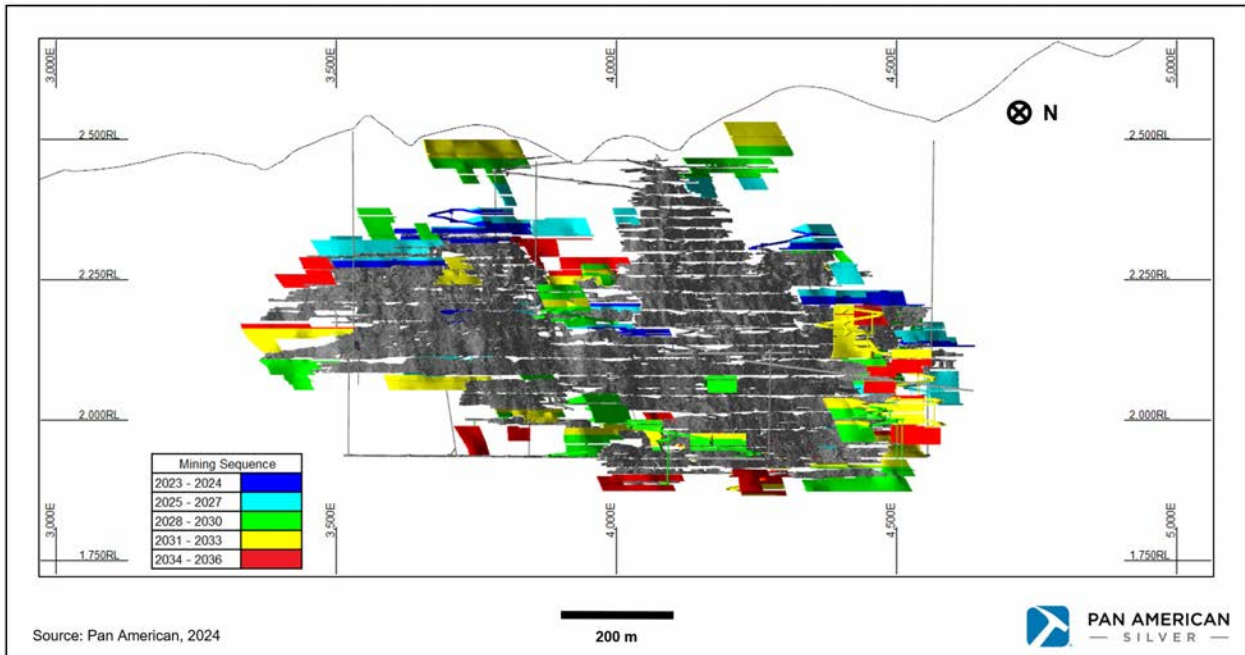 3,000E
3,500E
4,000E
4,500E
5,000E
N
2,500RL
2,500RL
2,250RL
2,250RL
2,000RL
2,000RL
Mining Sequence
2023 - 2024
2025 - 2027
2028 - 2030
2031 - 2033
2034 - 2036
1,750RL
1,750RL
3,000E
3,500E
4,000E
4,500E
5,000E
Source: Pan American, 2024
200 m
PAN AMERICAN
— SILVER —